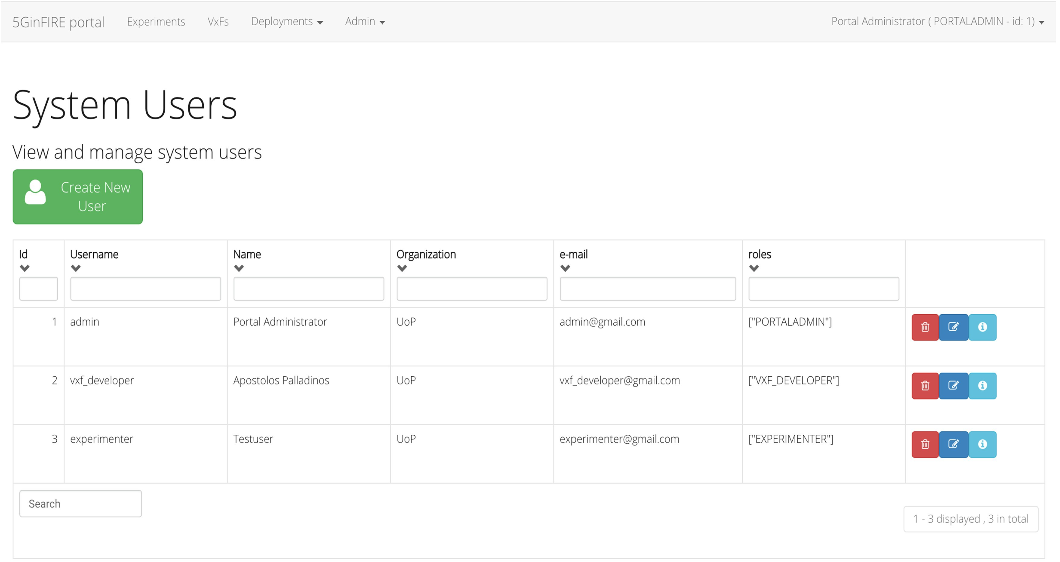 5GinFIRE portal Experiments VxFs Deployments Admin Portal Administrator ( PORTALADMIN - id: 1)
System Users
View and manage system users
Create New
User
Id Username Name Organization e-mail roles
1 admin Portal Administrator UoP admin@gmail.com ["PORTALADMIN"]
2 vxf_developer Apostolos Palladinos UoP vxf_developer@gmail.com ["VXF_DEVELOPER"]
3 experimenter Testuser UoP experimenter@gmail.com ["EXPERIMENTER"]
Search
1 - 3 displayed , 3 in total